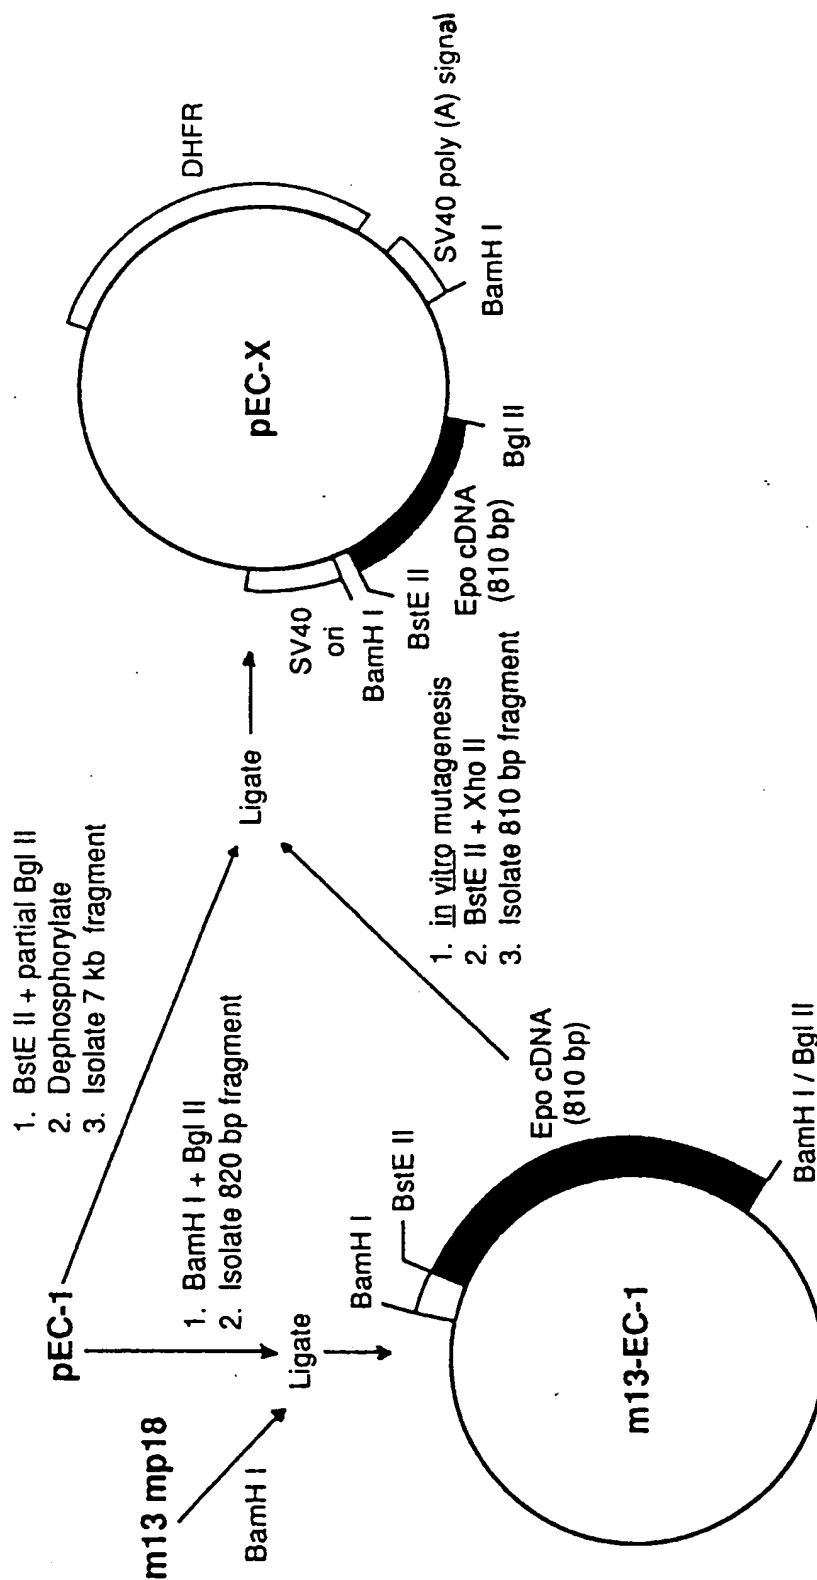 pEC-1
1. BstE II + partial Bgl II
2. Dephosphorylate
3. Isolate 7 kb fragment
m13 mp18
BamH I
1. BamH I + Bgl II
2. Isolate 820 bp fragment
Ligate
Ligate
BamH I
BstE II
Epo cDNA
(810 bp)
BamH I / Bgl II
m13-EC-1
1. in vitro mutagenesis
2. BstE II + Xho II
3. Isolate 810 bp fragment
pEC-X
DHFR
SV40 poly (A) signal
BamH I
Bgl II
Epo cDNA
(810 bp)
BstE II
BamH I
SV40
ori